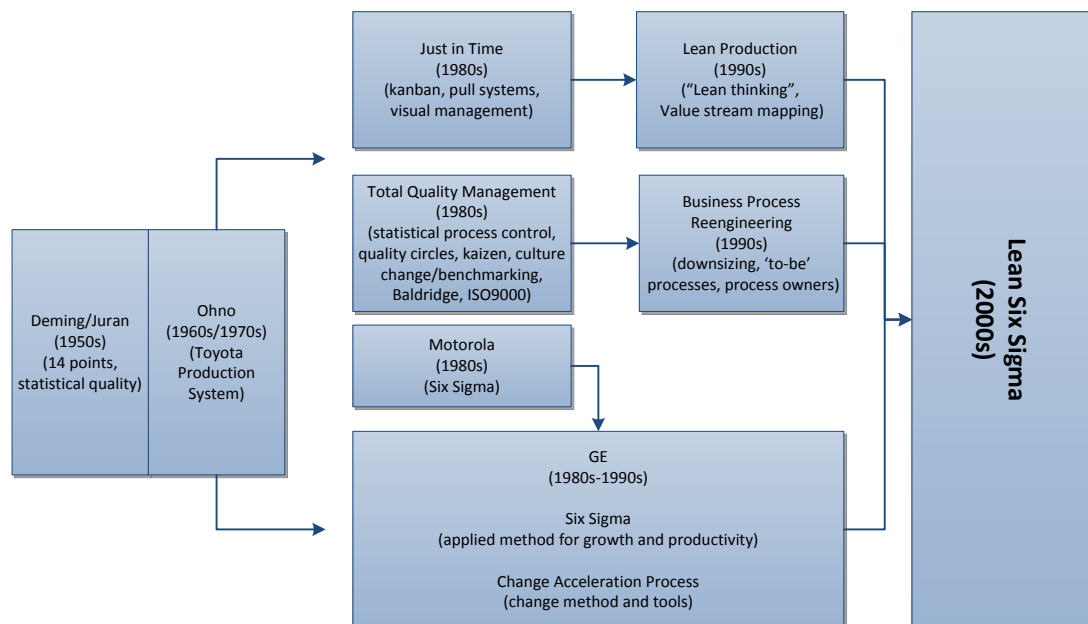 Deming/Juran
(1950s)
(14 points,
statistical quality)
Ohno
(1960s/1970s)
(Toyota
Production
System)
Just in Time
(1980s)
(kanban, pull systems,
visual management)
Lean Production
(1990s)
(“Lean thinking”,
Value stream mapping)
Total Quality Management
(1980s)
(statistical process control,
quality circles, kaizen, culture
change/benchmarking,
Baldridge, ISO9000)
Business Process
Reengineering
(1990s)
(downsizing, ‘to-be’
processes, process owners)
Motorola
(1980s)
(Six Sigma)
GE
(1980s-1990s)
Six Sigma
(applied method for growth and productivity)
Change Acceleration Process
(change method and tools)
Lean Six Sigma
(2000s)